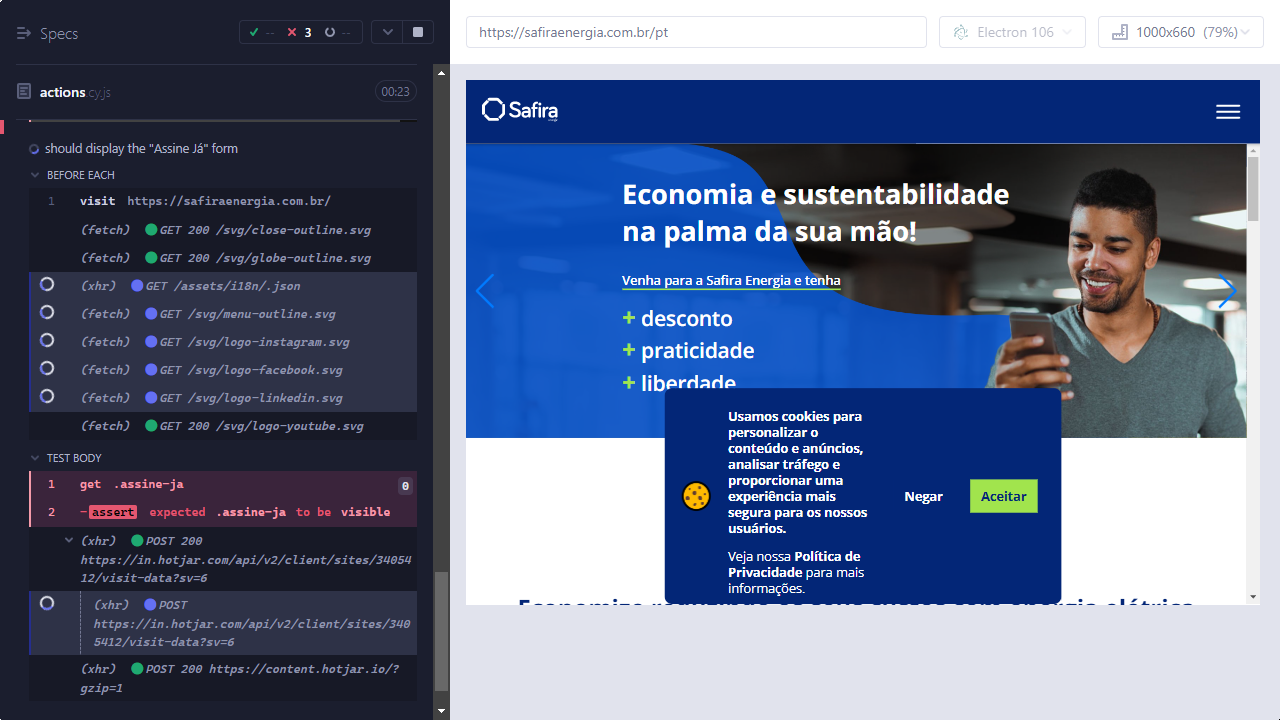 Specs
--
3
--
actions cy.js
00:23
should display the "Assine Já" form
BEFORE EACH
1 visit https://safiraenergia.com.br/
(fetch) GET 200 /svg/close-outline.svg
(fetch) GET 200 /svg/globe-outline.svg
(xhr) GET /assets/i18n/.json
(fetch) GET /svg/menu-outline.svg
(fetch) GET /svg/logo-instagram.svg
(fetch) GET /svg/logo-facebook.svg
(fetch) GET /svg/logo-linkedin.svg
(fetch) GET 200 /svg/logo-youtube.svg
TEST BODY
1 get .assine-ja 0
2 -assert expected .assine-ja to be visible
(xhr) POST 200
https://in.hotjar.com/api/v2/client/sites/34054
12/visit-data?sv=6
(xhr) POST
https://in.hotjar.com/api/v2/client/sites/340
5412/visit-data?sv=6
(xhr) POST 200 https://content.hotjar.io/?
gzip=1
https://safiraenergia.com.br/pt
Electron 106
1000x660 (79%)
Safira
Economia e sustentabilidade
na palma da sua mão!
Venha para a Safira Energia e tenha
+ desconto
+ praticidade
+ liberdade
Usamos cookies para
personalizar o
conteúdo e anúncios,
analisar tráfego e
proporcionar uma
experiência mais
segura para os nossos
usuários.
Veja nossa Política de
Privacidade para mais
informações.
Negar
Aceitar